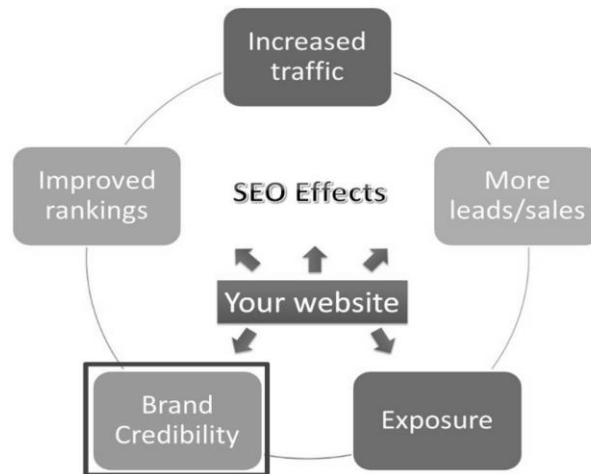 Increased
traffic
Improved
rankings
SEO Effects
More
leads/sales
Your website
Brand
Credibility
Exposure